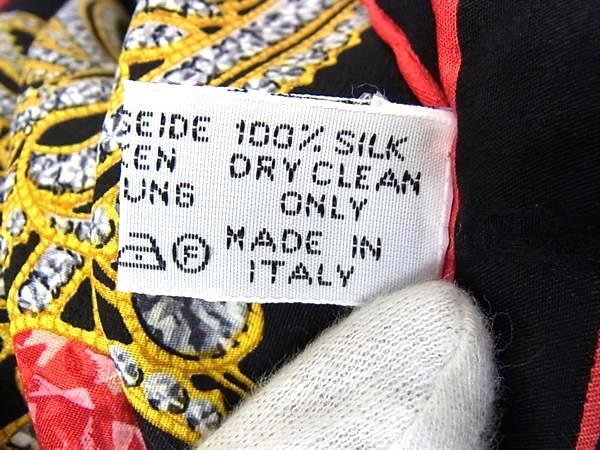 SEIDE 100% SILK
KEN DRY CLEAN
UNG ONLY
F MADE IN
ITALY